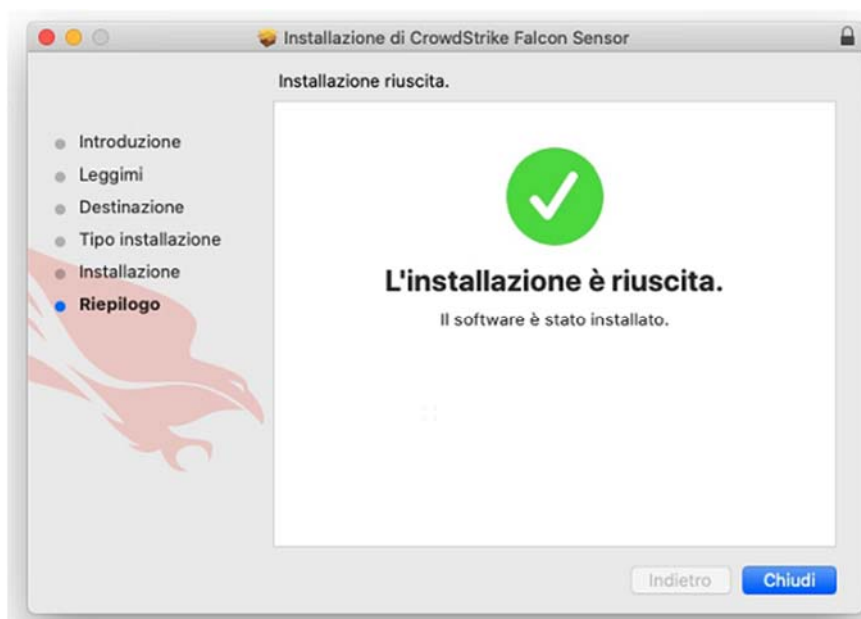 Installazione di CrowdStrike Falcon Sensor
Installazione riuscita.
Introduzione
Leggimi
Destinazione
Tipo installazione
Installazione
Riepilogo
L'installazione è riuscita.
Il software è stato installato.
Indietro
Chiudi